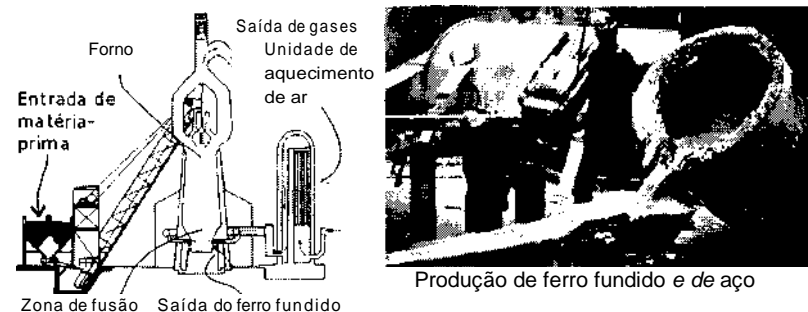 Saída de gases
Forno
Unidade de
aquecimento
de ar
Entrada de
matéria-
prima
Produção de ferro fundido e de aço
Zona de fusão
Saída do ferro fundido